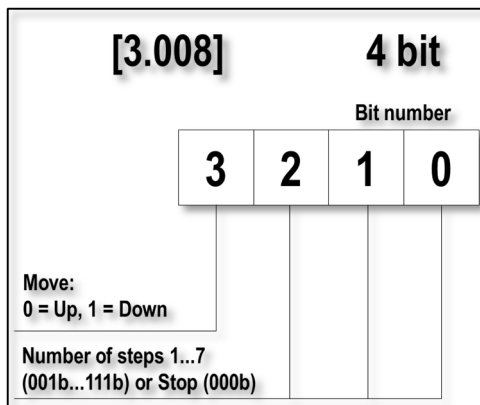 [3.008] 4 bit
Bit number
3 2 1 0
Move:
0 = Up, 1 = Down
Number of steps 1...7
(001b...111b) or Stop (000b)